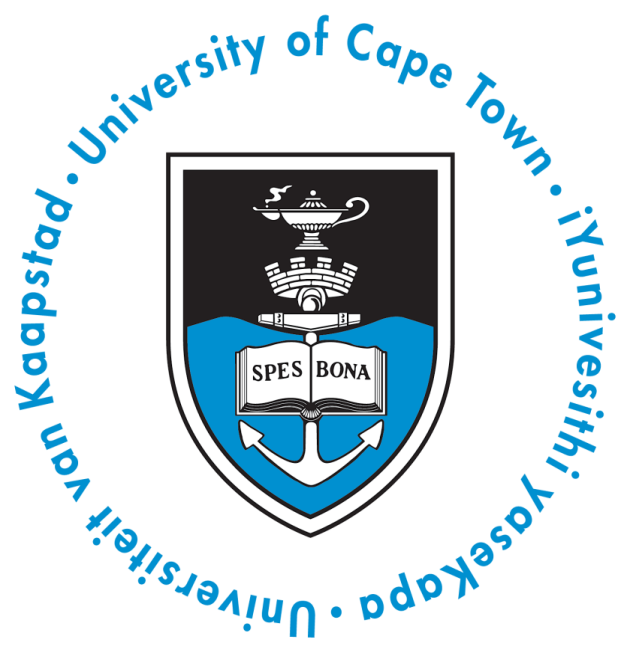 University of Cape Town • iYunivesithi yaseKapa • Universiteit van Kaapstad •
SPES BONA